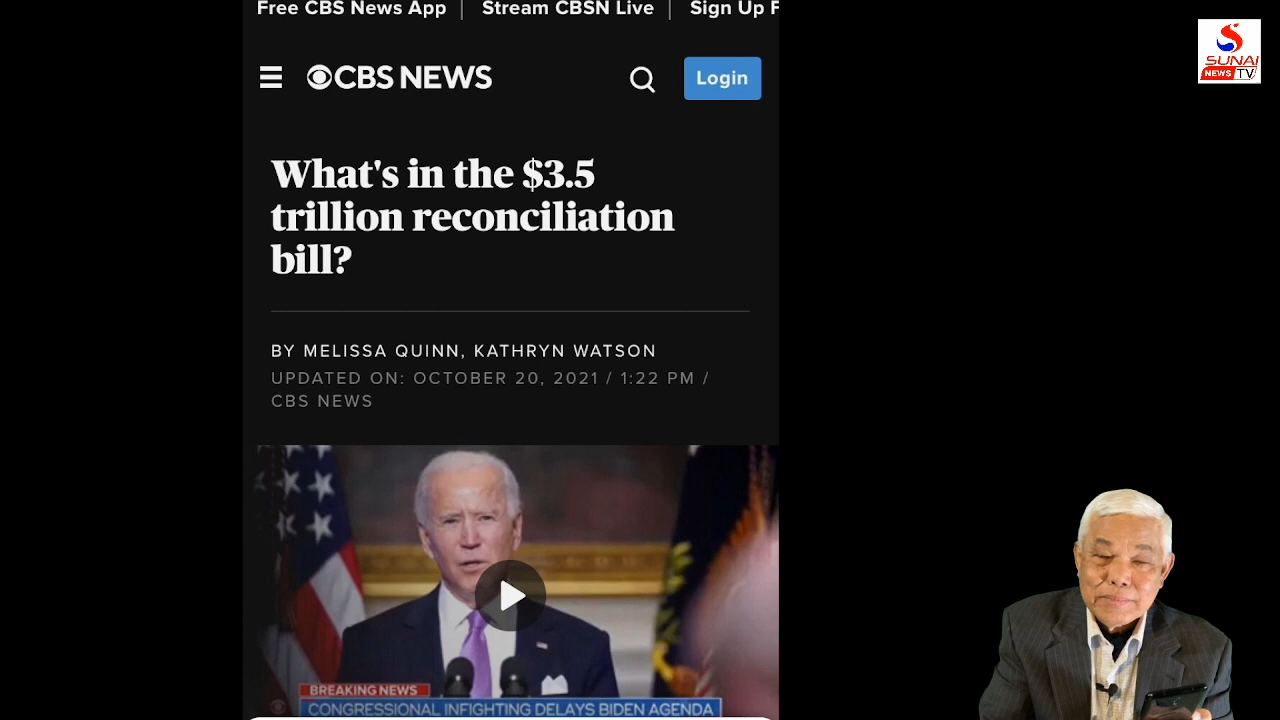 Free CBS News App | Stream CBSN Live | Sign Up F
CBS NEWS
Login
What's in the $3.5
trillion reconciliation
bill?
BY MELISSA QUINN, KATHRYN WATSON
UPDATED ON: OCTOBER 20, 2021 / 1:22 PM /
CBS NEWS
BREAKING NEWS
CONGRESSIONAL INFIGHTING DELAYS BIDEN AGENDA
SUNAI
NEWS TV